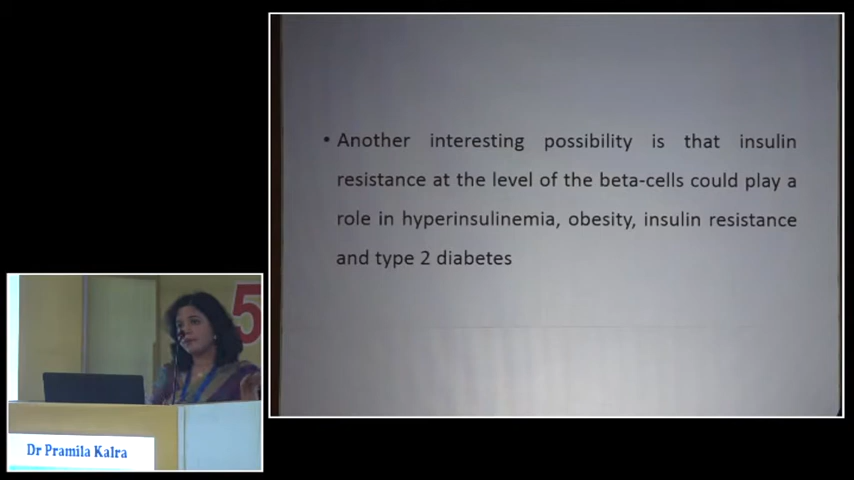 • Another interesting possibility is that insulin
resistance at the level of the beta-cells could play a
role in hyperinsulinemia, obesity, insulin resistance
and type 2 diabetes
5
Dr Pramila Kalra